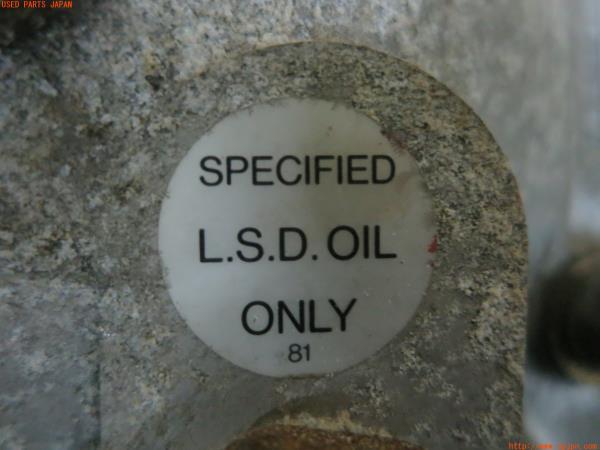 USED PARTS JAPAN
SPECIFIED
L.S.D. OIL
ONLY
81